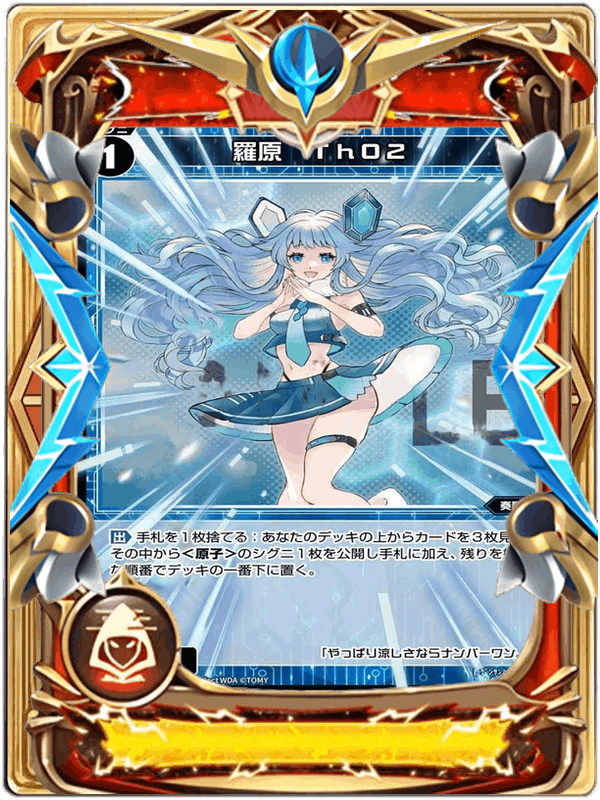 1
羅原 ThO2
LE
奏
出 手札を1枚捨てる：あなたのデッキの上からカードを3枚見
その中から<原子>のシグニ1枚を公開し手札に加え、残りを
た順番でデッキの一番下に置く。
「やっぱり涼しさならナンバーワン
ject WDA ©TOMY